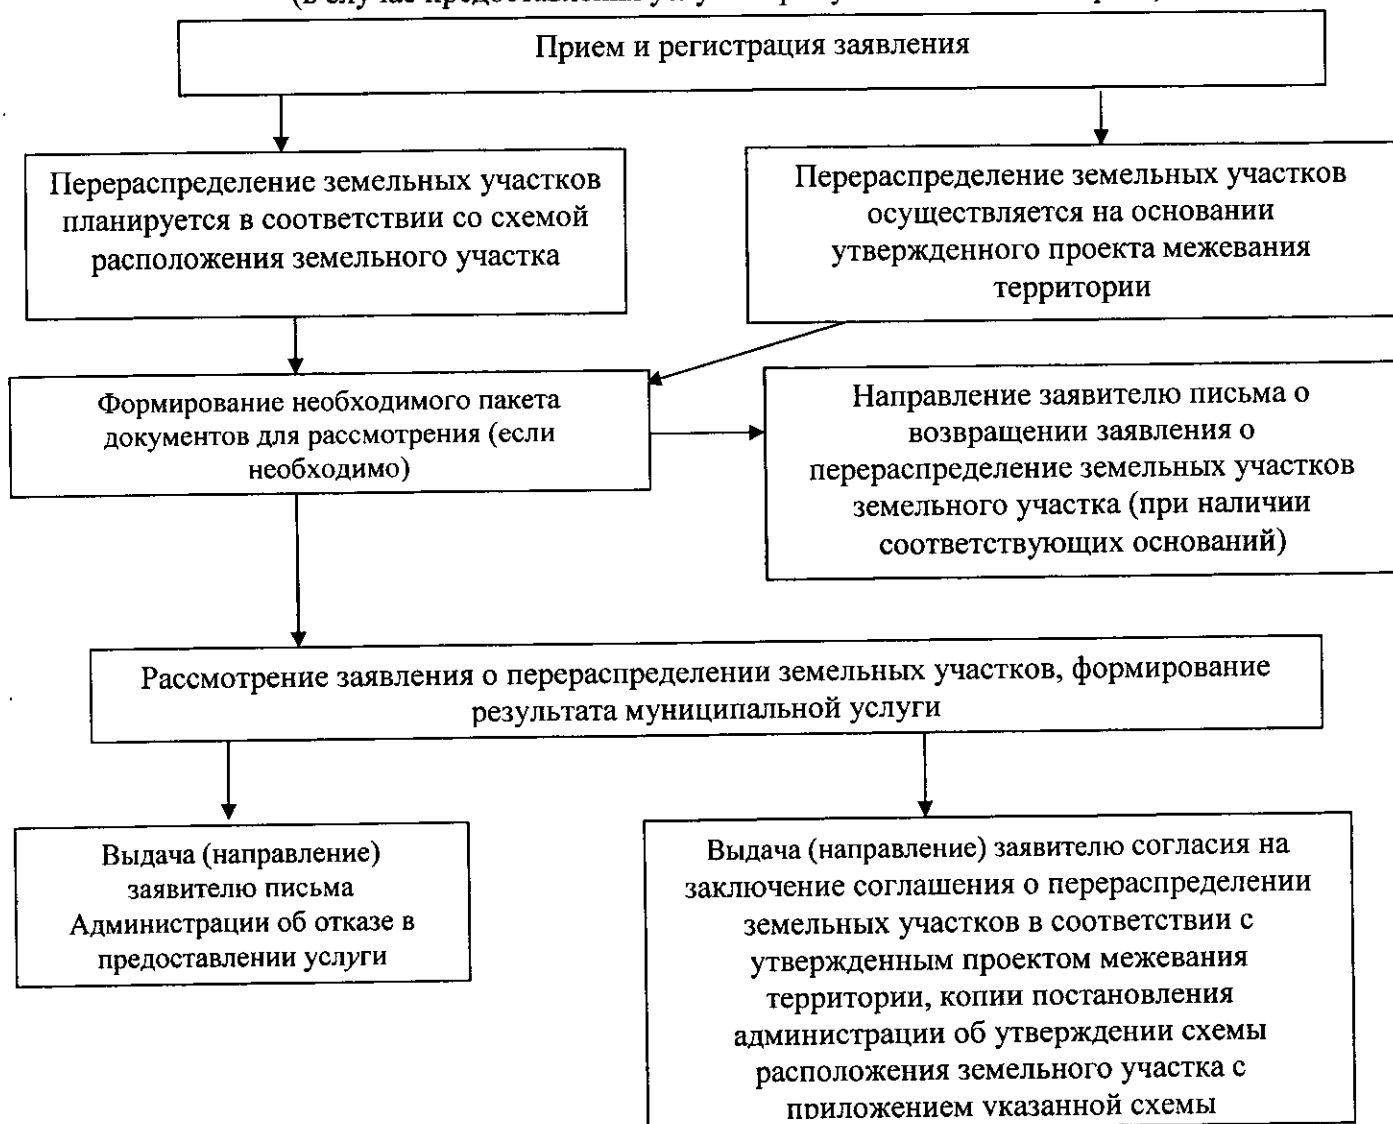 (в случае предоставления услуги
Прием и регистрация заявления
Перераспределение земельных участков
планируется в соответствии со схемой
расположения земельного участка
Перераспределение земельных участков
осуществляется на основании
утвержденного проекта межевания
территории
Формирование необходимого пакета
документов для рассмотрения (если
необходимо)
Направление заявителю письма о
возвращении заявления о
перераспределение земельных участков
земельного участка (при наличии
соответствующих оснований)
Рассмотрение заявления о перераспределении земельных участков, формирование
результата муниципальной услуги
Выдача (направление)
заявителю письма
Администрации об отказе в
предоставлении услуги
Выдача (направление) заявителю согласия на
заключение соглашения о перераспределении
земельных участков в соответствии с
утвержденным проектом межевания
территории, копии постановления
администрации об утверждении схемы
расположения земельного участка с
приложением указанной схемы